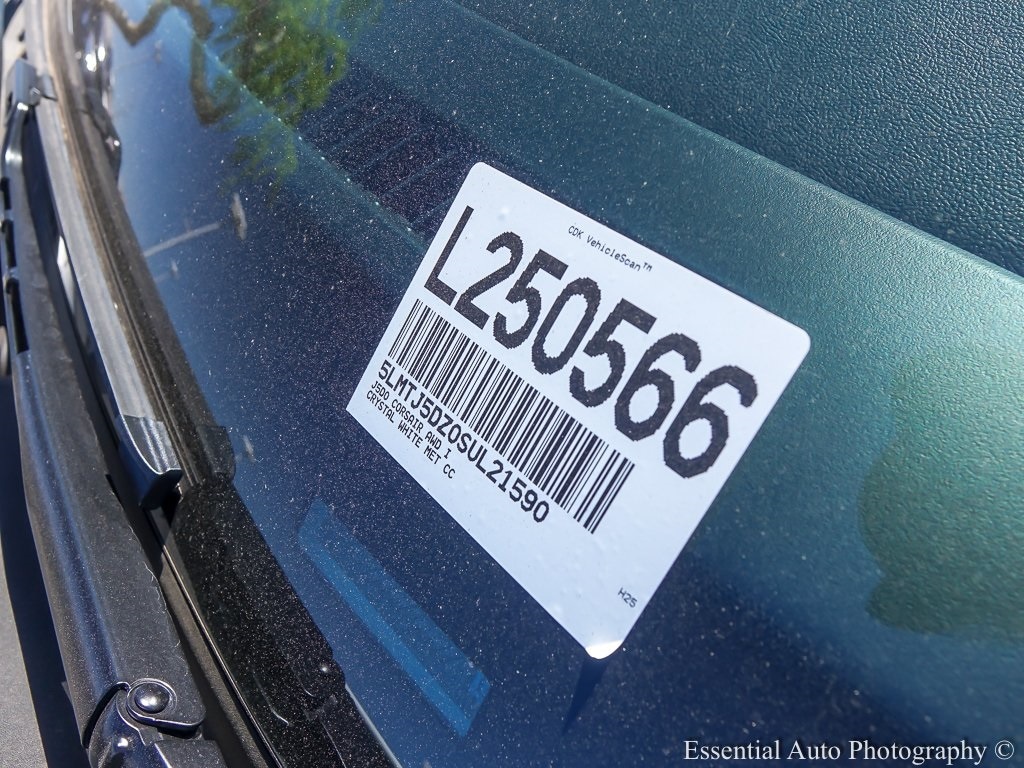 CDK VehicleScan™
L250566
5LMTJ5DZ0SUL21590
J5D0 CORSAIR AWD I
CRYSTAL WHITE MET CC
H25
Essential Auto Photography ©